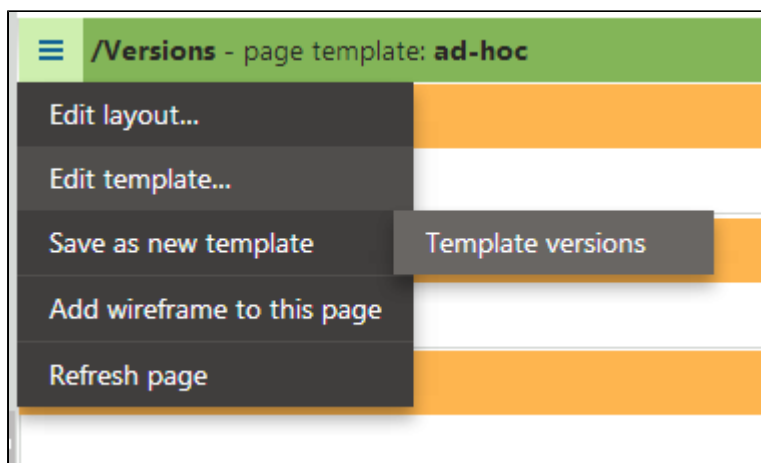 /Versions - page template: ad-hoc
Edit layout...
Edit template...
Save as new template
Template versions
Add wireframe to this page
Refresh page